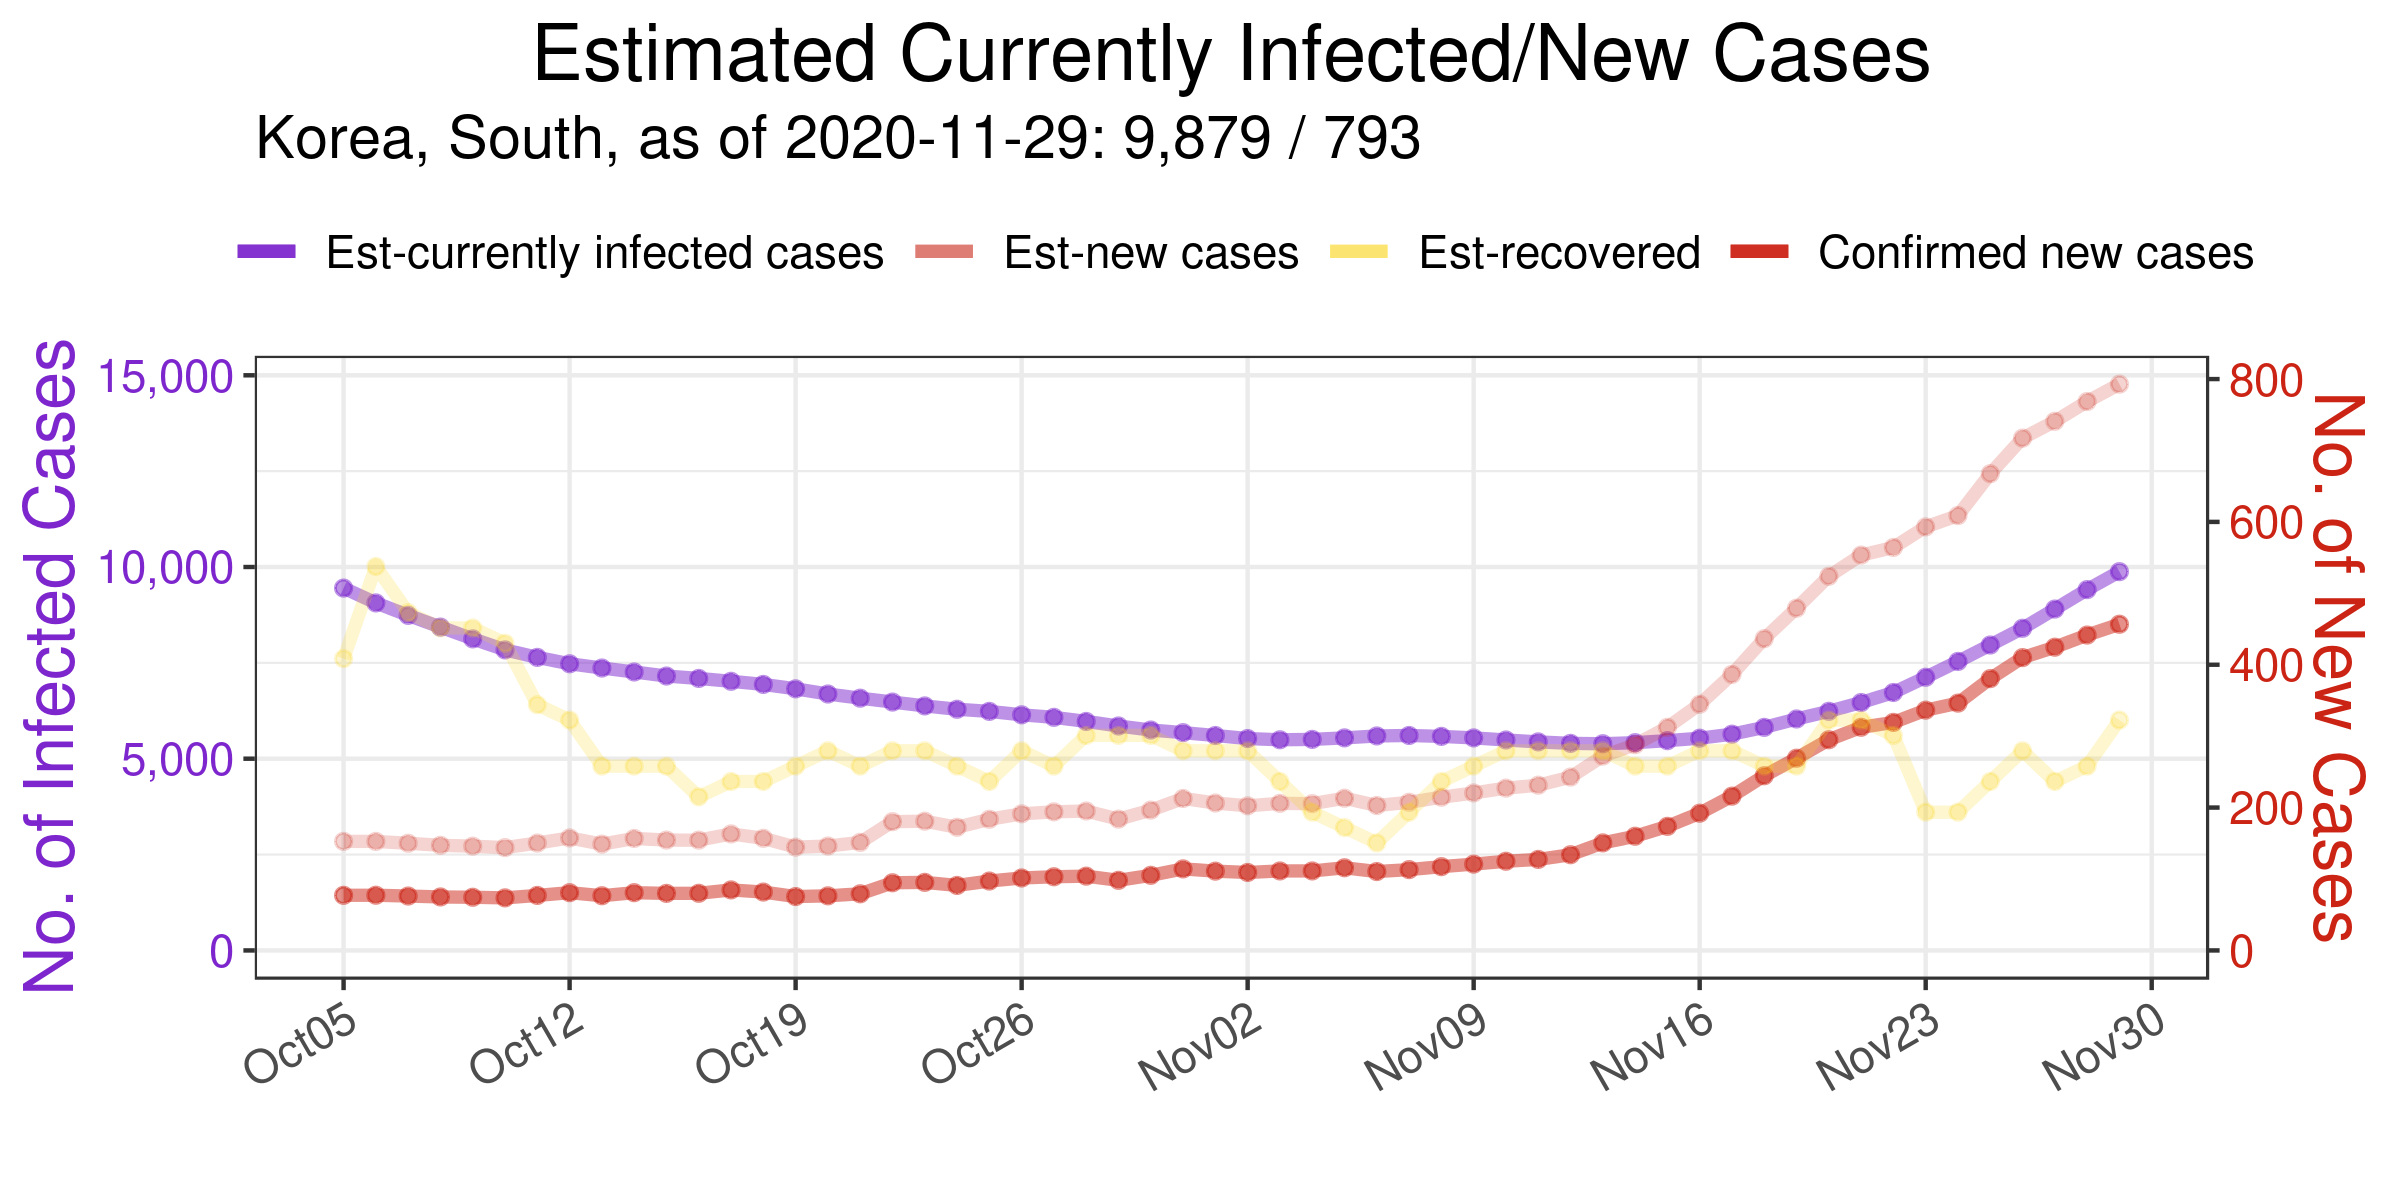 Estimated Currently Infected/New Cases
Korea, South, as of 2020-11-29: 9,879 / 793
Est-currently infected cases Est-new cases Est-recovered Confirmed new cases
No. of Infected Cases
15,000
10,000
5,000
0
800
600
400
200
0
No. of New Cases
Oct05 Oct12 Oct19 Oct26 Nov02 Nov09 Nov16 Nov23 Nov30